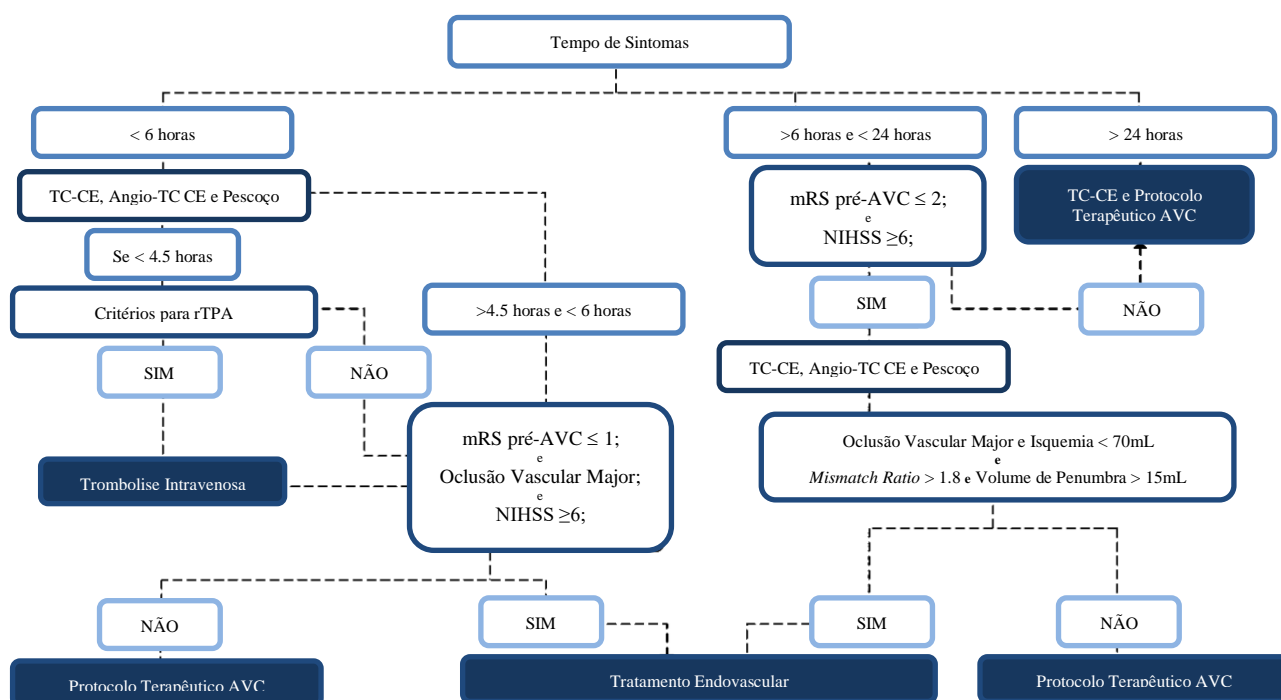 Tempo de Sintomas
< 6 horas
>6 horas e < 24 horas
> 24 horas
TC-CE, Angio-TC CE e Pescoço
mRS pré-AVC ≤ 2;
e
NIHSS ≥6;
TC-CE e Protocolo
Terapêutico AVC
Se < 4.5 horas
SIM
NÃO
Critérios para rTPA
>4.5 horas e < 6 horas
SIM
NÃO
TC-CE, Angio-TC CE e Pescoço
mRS pré-AVC ≤ 1;
e
Oclusão Vascular Major;
e
NIHSS ≥6;
Oclusão Vascular Major e Isquemia < 70mL
e
Mismatch Ratio > 1.8 e Volume de Penumbra > 15mL
Trombolise Intravenosa
NÃO
SIM
SIM
NÃO
Protocolo Terapêutico AVC
Tratamento Endovascular
Protocolo Terapêutico AVC